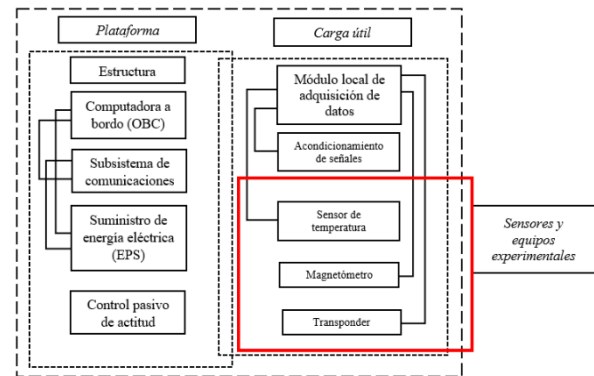 Plataforma
Carga útil
Estructura
Computadora a
bordo (OBC)
Subsistema de
comunicaciones
Suministro de
energía eléctrica
(EPS)
Control pasivo
de actitud
Módulo local de
adquisición de
datos
Acondicionamiento
de señales
Sensor de
temperatura
Magnetómetro
Transponder
Sensores y
equipos
experimentales